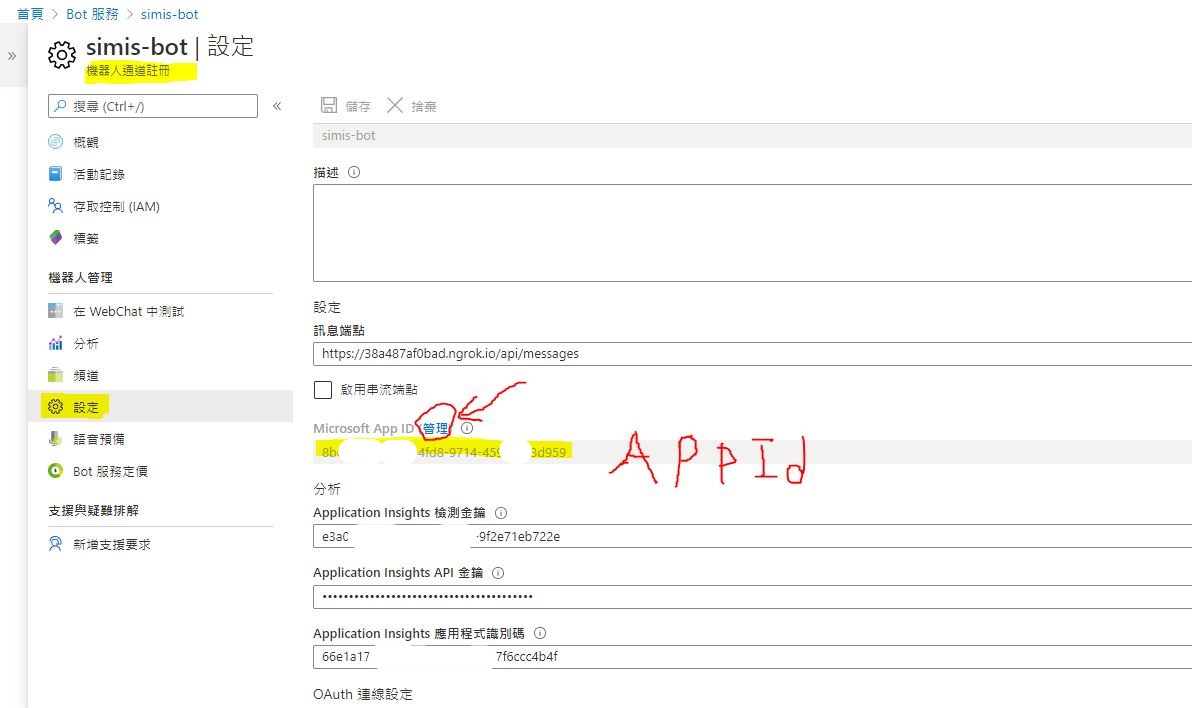 首頁 > Bot 服務 > simis-bot
»
simis-bot | 設定
機器人通道註冊
搜尋 (Ctrl+/)
«
概觀
活動記錄
存取控制 (IAM)
標籤
機器人管理
在 WebChat 中測試
分析
頻道
設定
語音預備
Bot 服務定價
支援與疑難排解
新增支援要求
儲存
捨棄
simis-bot
描述
設定
訊息端點
https://38a487af0bad.ngrok.io/api/messages
啟用串流端點
Microsoft App ID (管理)
8b 4fd8-9714-459 3d959
AppId
分析
Application Insights 檢測金鑰
e3a0 -9f2e71eb722e
Application Insights API 金鑰
••••••••••••••••••••••••••••••••••••••••
Application Insights 應用程式識別碼
66e1a17 7f6ccc4b4f
OAuth 連線設定